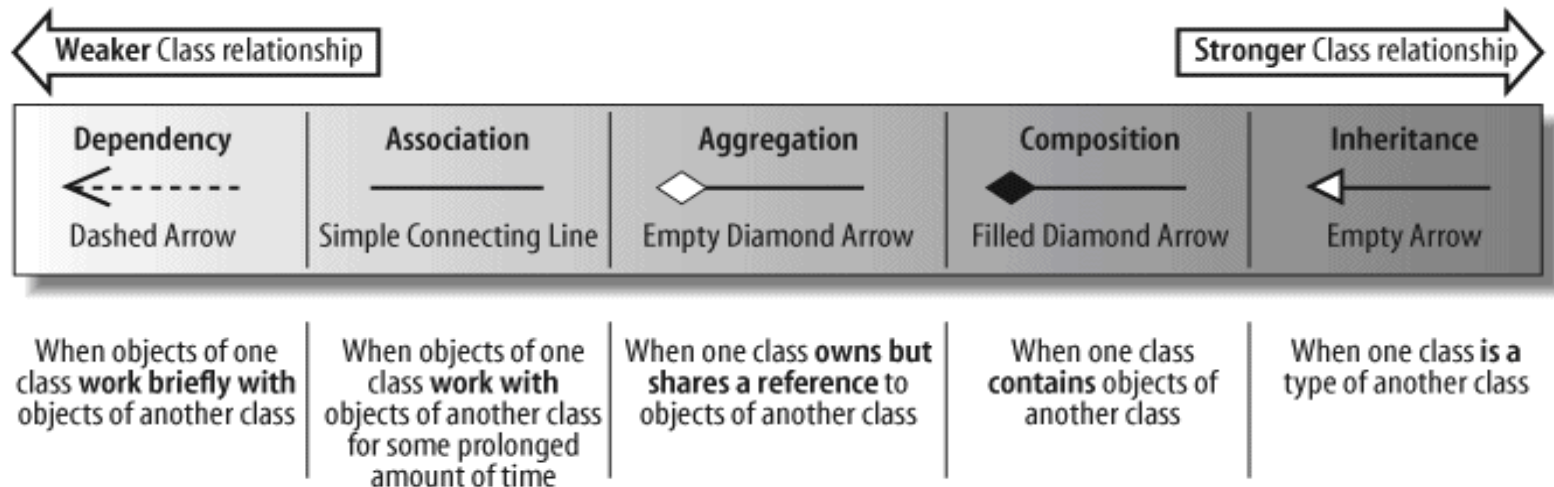 Weaker Class relationship
Stronger Class relationship
Dependency
Dashed Arrow
Association
Simple Connecting Line
Aggregation
Empty Diamond Arrow
Composition
Filled Diamond Arrow
Inheritance
Empty Arrow
When objects of one
class work briefly with
objects of another class
When objects of one
class work with
objects of another class
for some prolonged
amount of time
When one class owns but
shares a reference to
objects of another class
When one class
contains objects of
another class
When one class is a
type of another class